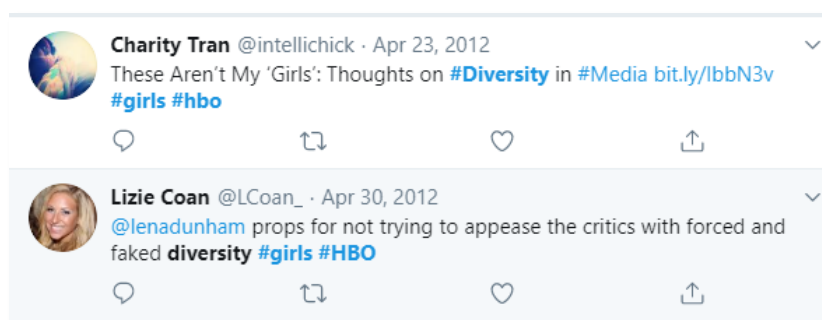 Charity Tran @intellichick · Apr 23, 2012
These Aren't My 'Girls': Thoughts on #Diversity in #Media bit.ly/IbbN3v
#girls #hbo
Lizie Coan @LCoan_ · Apr 30, 2012
@lenadunham props for not trying to appease the critics with forced and
faked diversity #girls #HBO